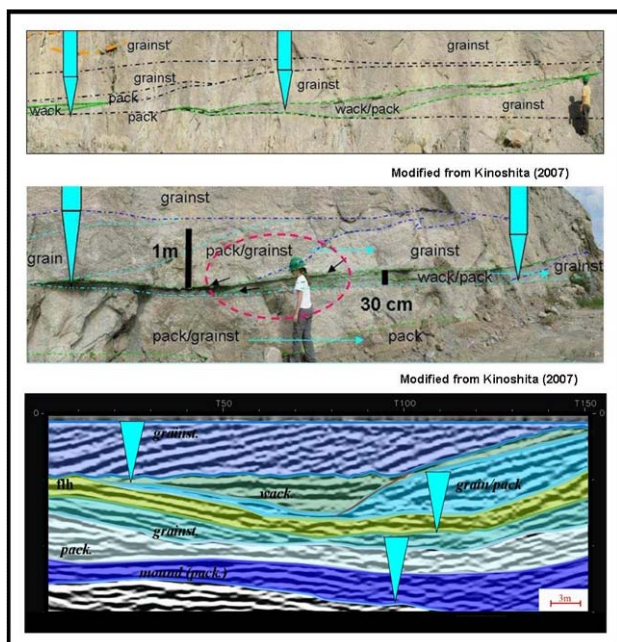 grainst
grainst
grainst
pack
wack
pack
wack/pack
grainst
Modified from Kinoshita (2007)
grainst
1m
pack/grainst
grainst
grain
wack/pack
grainst
30 cm
pack/grainst
pack
Modified from Kinoshita (2007)
0
T50
T100
T150
0
grainst.
flh
wack.
grain/pack
grainst.
pack.
mound (pack.)
3m